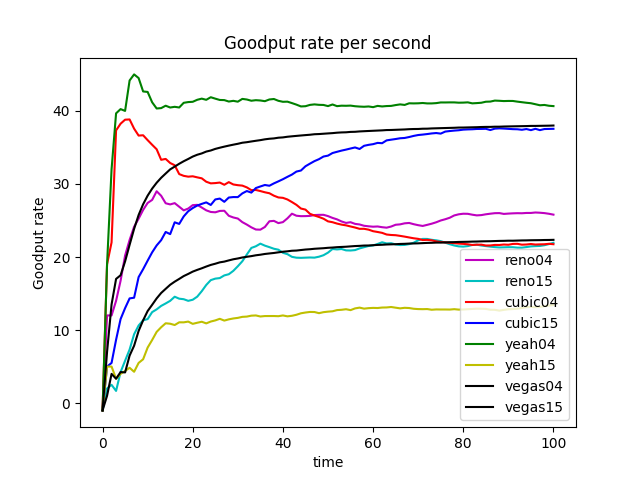 Goodput rate per second
Goodput rate
40
30
20
10
0
0 20 40 60 80 100
time
reno04
reno15
cubic04
cubic15
yeah04
yeah15
vegas04
vegas15